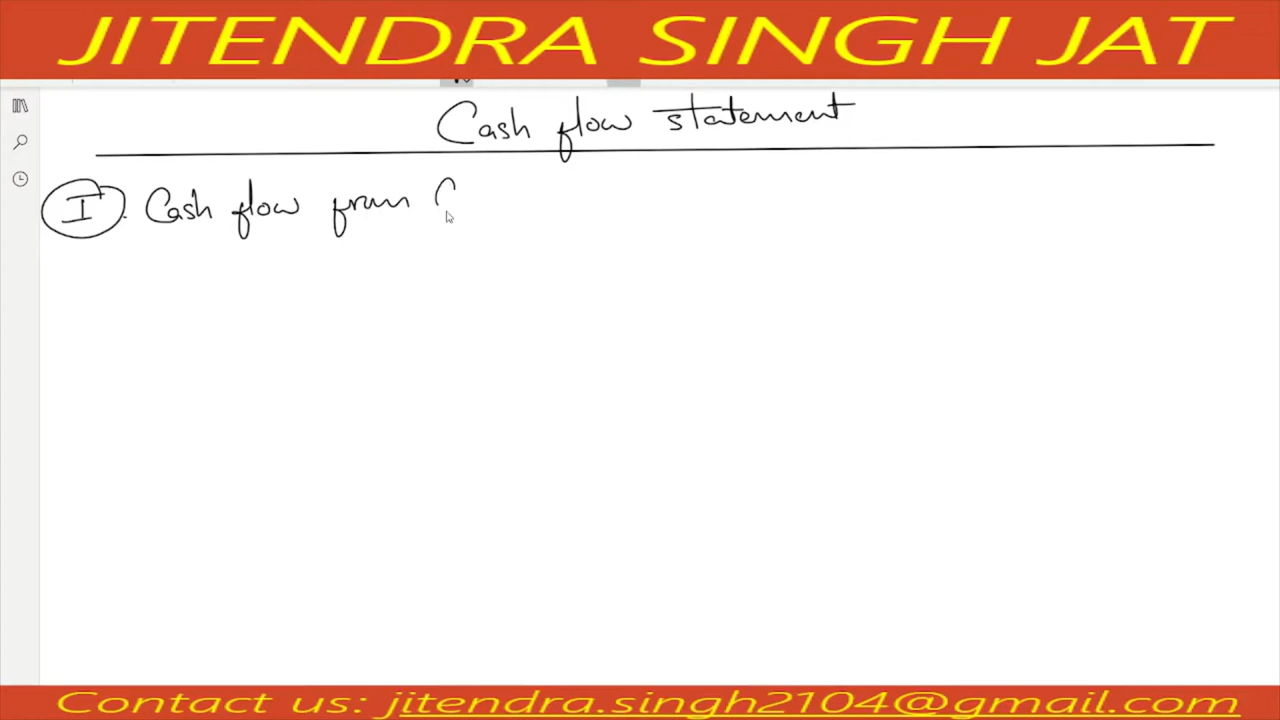 JITENDRA SINGH JAT
Cash flow statement
I. Cash flow from
Contact us: jitendra.singh2104@gmail.com